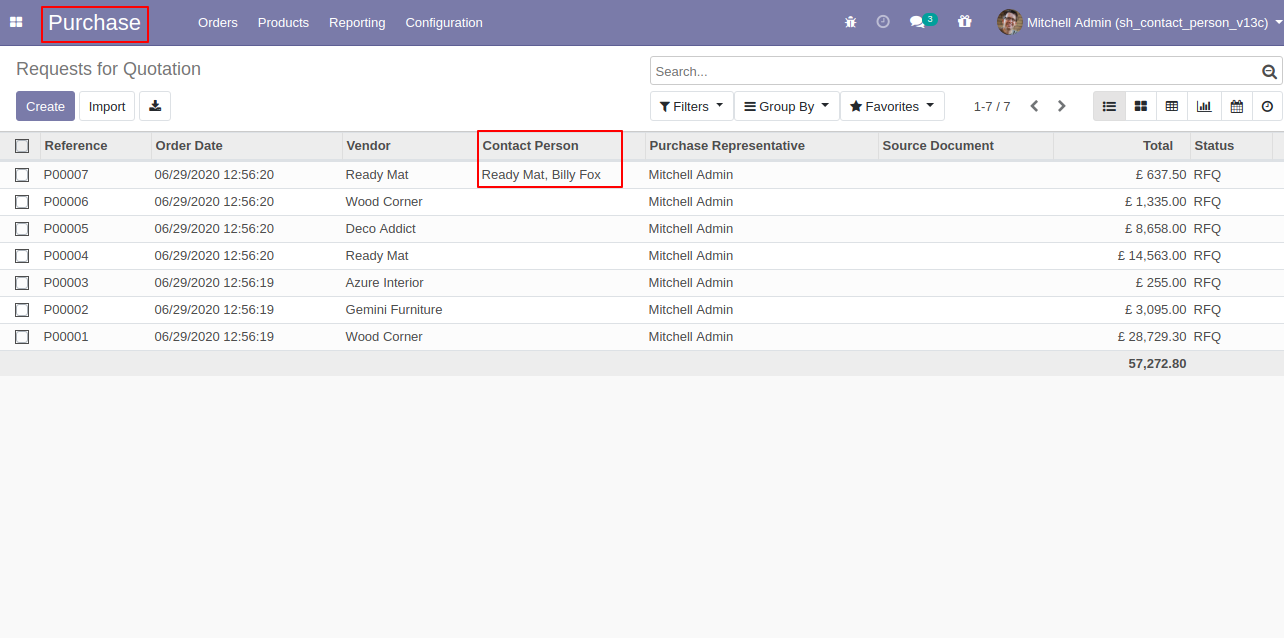 Purchase Orders Products Reporting Configuration 3 Mitchell Admin (sh_contact_person_v13c)
Requests for Quotation Search...
Create Import Filters Group By Favorites 1-7 / 7
Reference Order Date Vendor Contact Person Purchase Representative Source Document Total Status
P00007 06/29/2020 12:56:20 Ready Mat Ready Mat, Billy Fox Mitchell Admin £ 637.50 RFQ
P00006 06/29/2020 12:56:20 Wood Corner Mitchell Admin £ 1,335.00 RFQ
P00005 06/29/2020 12:56:20 Deco Addict Mitchell Admin £ 8,658.00 RFQ
P00004 06/29/2020 12:56:20 Ready Mat Mitchell Admin £ 14,563.00 RFQ
P00003 06/29/2020 12:56:19 Azure Interior Mitchell Admin £ 255.00 RFQ
P00002 06/29/2020 12:56:19 Gemini Furniture Mitchell Admin £ 3,095.00 RFQ
P00001 06/29/2020 12:56:19 Wood Corner Mitchell Admin £ 28,729.30 RFQ
57,272.80